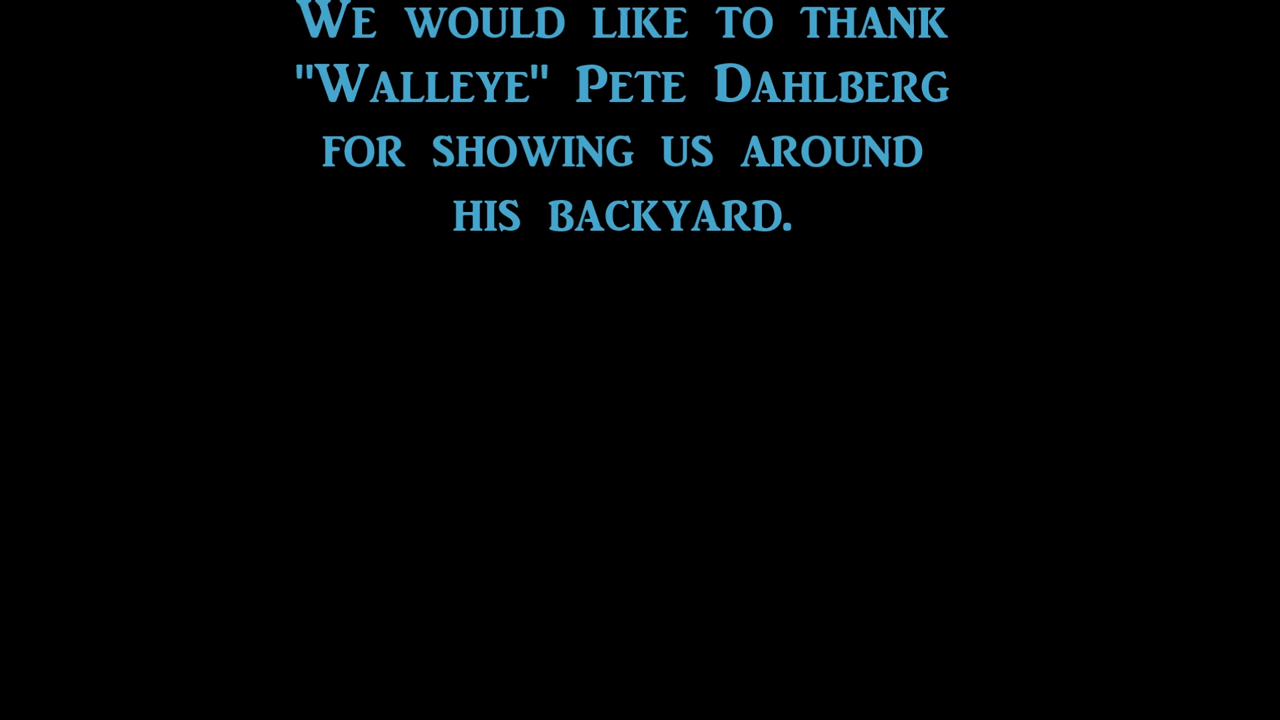 We would like to thank
"Walleye" Pete Dahlberg
for showing us around
his backyard.